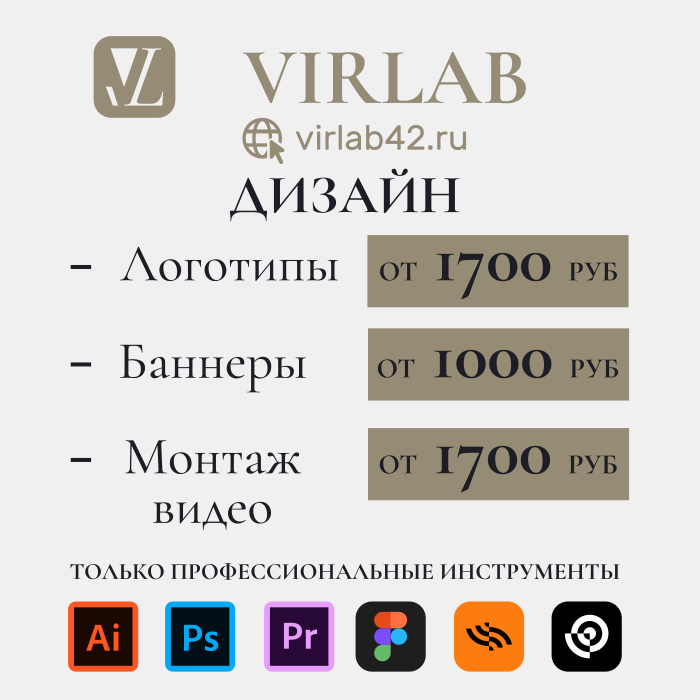 VL
VIRLAB
virlab42.ru
ДИЗАЙН
- Логотипы
от 1700 руб
- Баннеры
от 1000 руб
- Монтаж
видео
от 1700 руб
ТОЛЬКО ПРОФЕССИОНАЛЬНЫЕ ИНСТРУМЕНТЫ
Ai Ps Pr